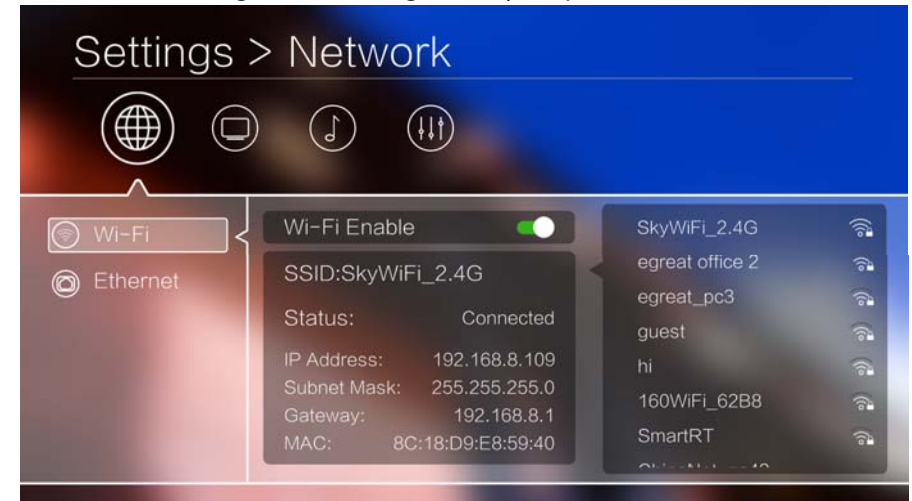 Settings > Network
Wi-Fi
Ethernet
Wi-Fi Enable
SSID:SkyWiFi_2.4G
Status: Connected
IP Address: 192.168.8.109
Subnet Mask: 255.255.255.0
Gateway: 192.168.8.1
MAC: 8C:18:D9:E8:59:40
SkyWiFi_2.4G
egreat office 2
egreat_pc3
guest
hi
160WiFi_62B8
SmartRT